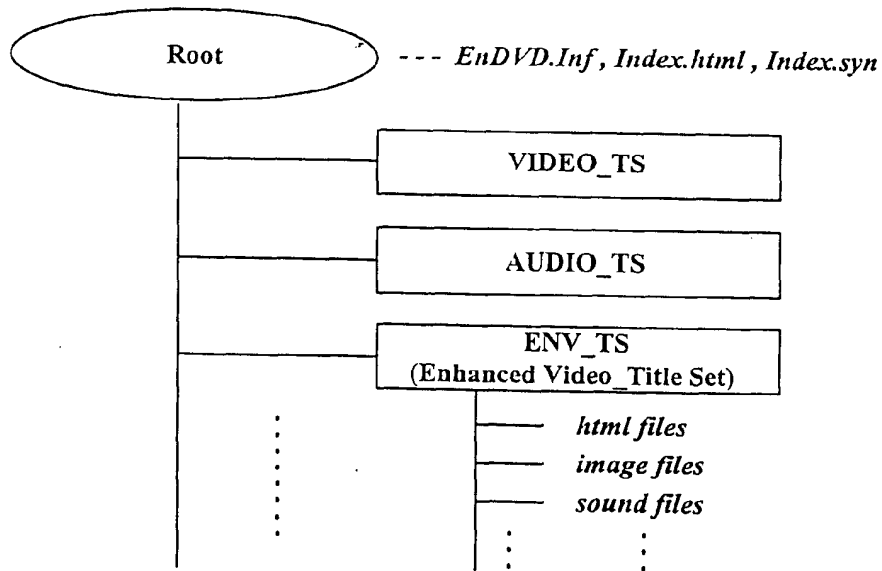 Root
--- EnDVD.Inf , Index.html , Index.syn
VIDEO_TS
AUDIO_TS
ENV_TS
(Enhanced Video_Title Set)
html files
image files
sound files